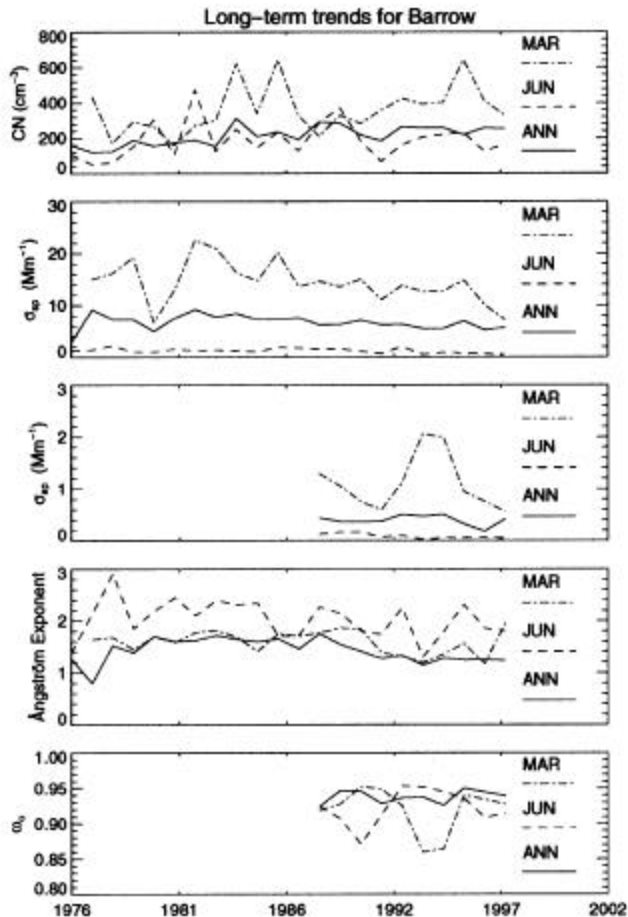 Long-term trends for Barrow
CN (cm⁻³)
800
600
400
200
0
MAR
JUN
ANN
σsp (Mm⁻¹)
30
20
10
0
MAR
JUN
ANN
(Mm⁻¹)
3
2
1
0
MAR
JUN
ANN
Ångström Exponent
3
2
1
0
MAR
JUN
ANN
1.00
0.95
0.90
0.85
0.80
MAR
JUN
ANN
1976 1981 1986 1992 1997 2002